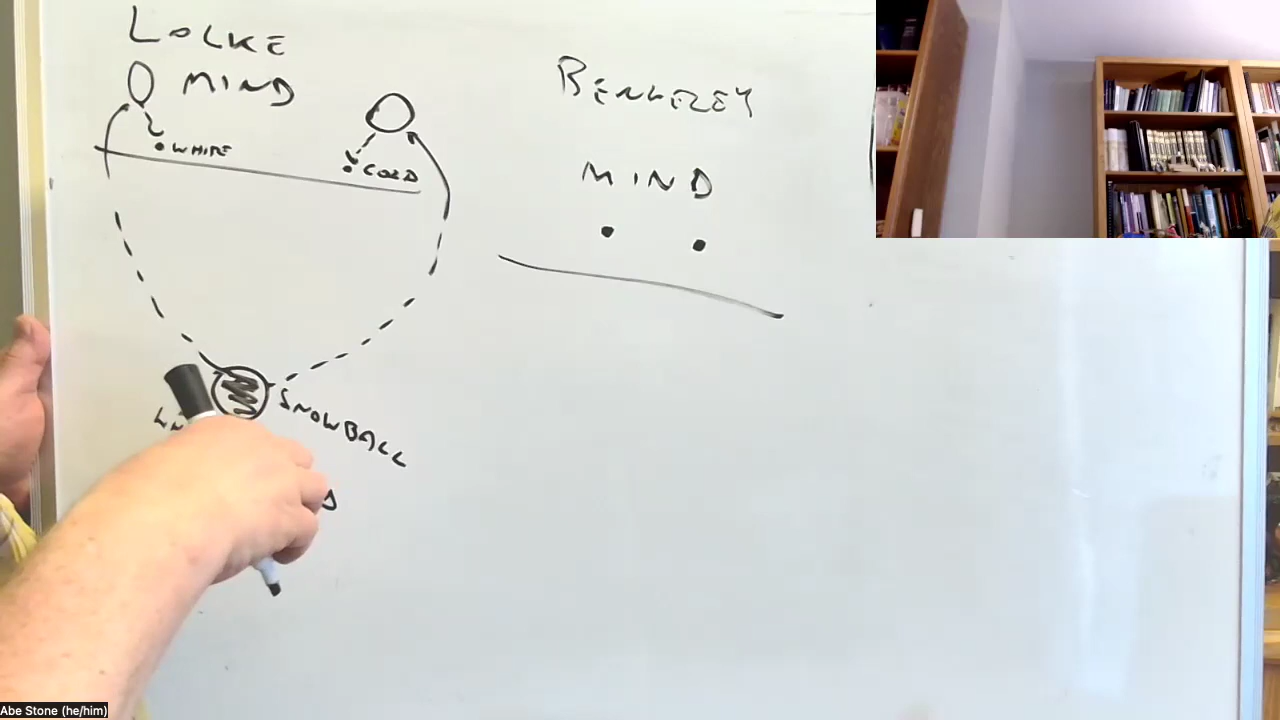 LOCKE
MIND
WHITE
COLD
SNOWBALL
BERKELEY
MIND
Abe Stone (he/him)